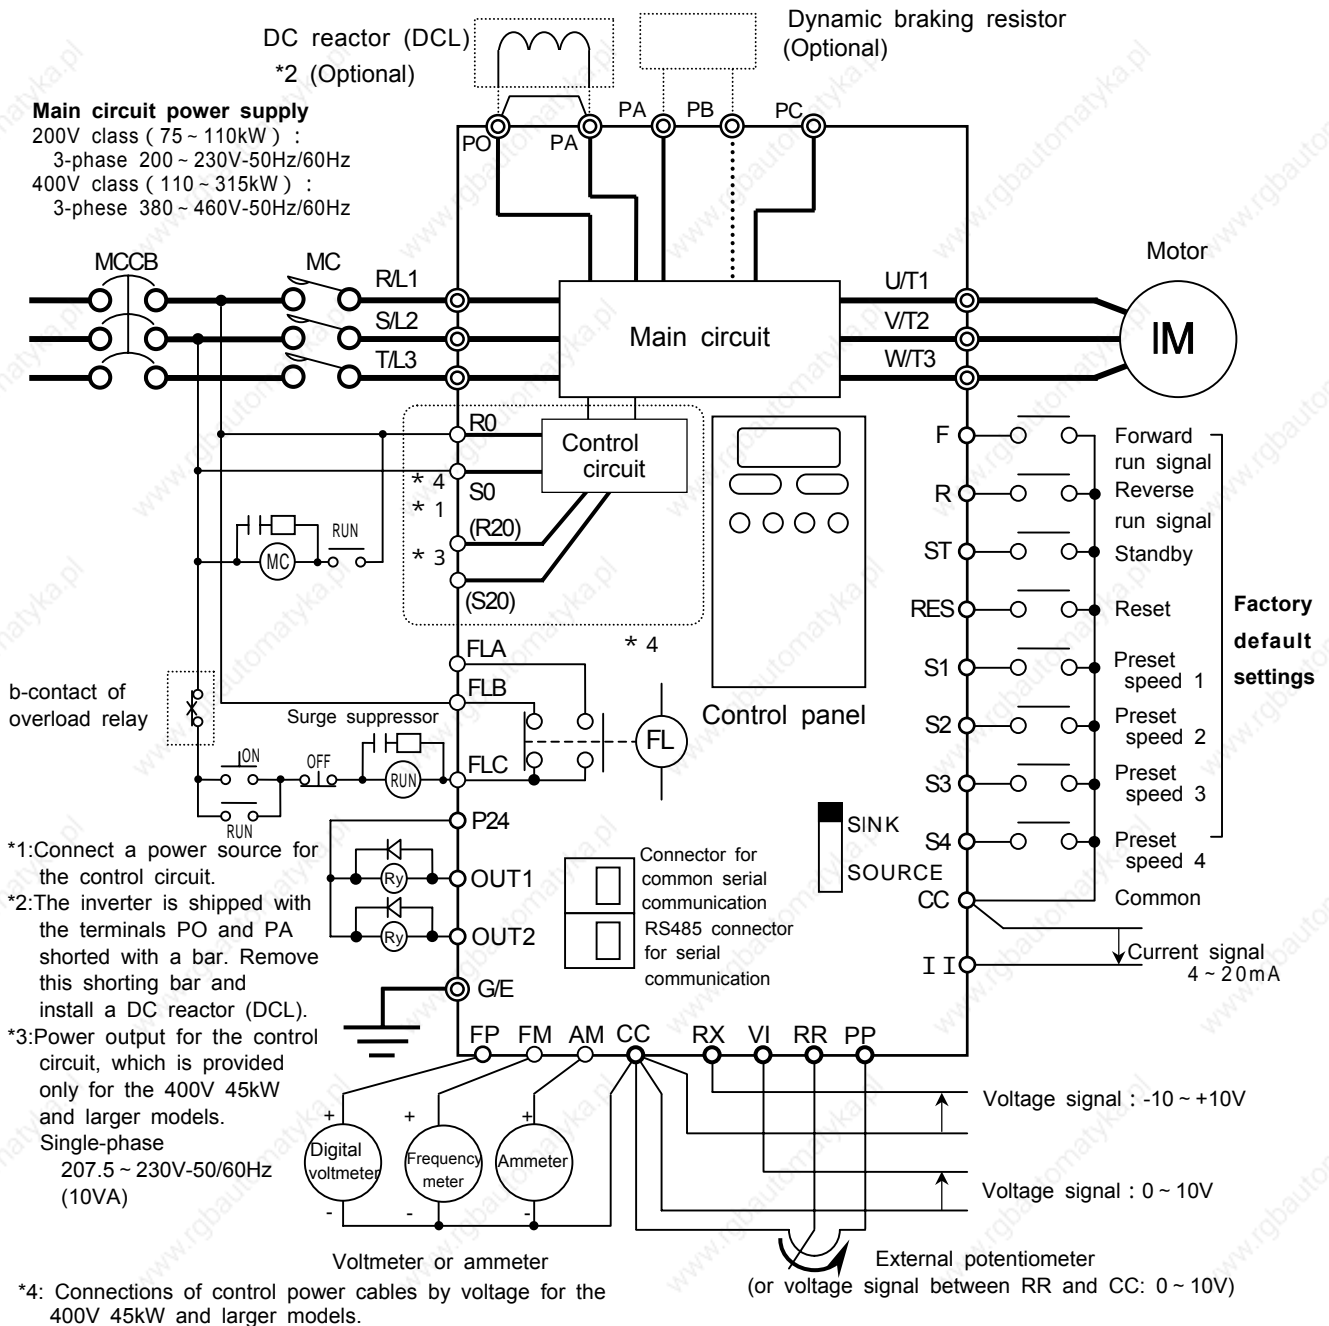 DC reactor (DCL)
*2 (Optional)
Dynamic braking resistor
(Optional)
Main circuit power supply
200V class ( 75 ~ 110kW ) :
3-phase 200 ~ 230V-50Hz/60Hz
400V class ( 110 ~ 315kW ) :
3-phese 380 ~ 460V-50Hz/60Hz
PO
PA
PA
PB
PC
MCCB
MC
R/L1
S/L2
T/L3
Main circuit
U/T1
V/T2
W/T3
Motor
IM
R0
* 4
S0
* 1
(R20)
* 3
(S20)
Control
circuit
* 4
MC
RUN
FLA
FLB
FLC
FL
b-contact of
overload relay
Surge suppressor
ON
OFF
RUN
RUN
Control panel
F
Forward
run signal
R
Reverse
run signal
ST
Standby
RES
Reset
S1
Preset
speed 1
S2
Preset
speed 2
S3
Preset
speed 3
S4
Preset
speed 4
CC
Common
Factory
default
settings
SINK
SOURCE
I I
Current signal
4 ~ 20mA
P24
Ry
OUT1
Ry
OUT2
G/E
Connector for
common serial
communication
RS485 connector
for serial
communication
*1:Connect a power source for
the control circuit.
*2:The inverter is shipped with
the terminals PO and PA
shorted with a bar. Remove
this shorting bar and
install a DC reactor (DCL).
*3:Power output for the control
circuit, which is provided
only for the 400V 45kW
and larger models.
Single-phase
207.5 ~ 230V-50/60Hz
(10VA)
FP
FM
AM
CC
RX
VI
RR
PP
+
+
+
Digital
voltmeter
Frequency
meter
Ammeter
-
-
-
Voltage signal : -10 ~ +10V
Voltage signal : 0 ~ 10V
Voltmeter or ammeter
External potentiometer
(or voltage signal between RR and CC: 0 ~ 10V)
*4: Connections of control power cables by voltage for the
400V 45kW and larger models.
www.rgbautomatyka.pl